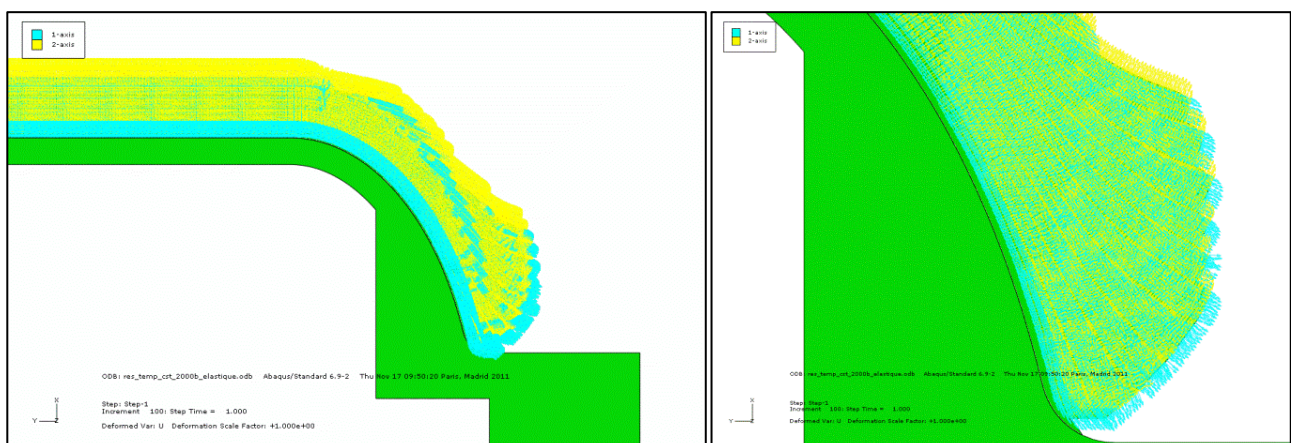 1-axis
2-axis
ODB: res_temp_cst_2000b_elastique.odb Abaqus/Standard 6.9-2 Thu Nov 17 09:50:20 Paris, Madrid 2011
X
Y
Z
Step: Step-1
Increment 100: Step Time = 1.000
Deformed Var: U Deformation Scale Factor: +1.000e+00
1-axis
2-axis
ODB: res_temp_cst_2000b_elastique.odb Abaqus/Standard 6.9-2 Thu Nov 17 09:50:20 Paris, Madrid 2011
X
Y
Z
Step: Step-1
Increment 100: Step Time = 1.000
Deformed Var: U Deformation Scale Factor: +1.000e+00